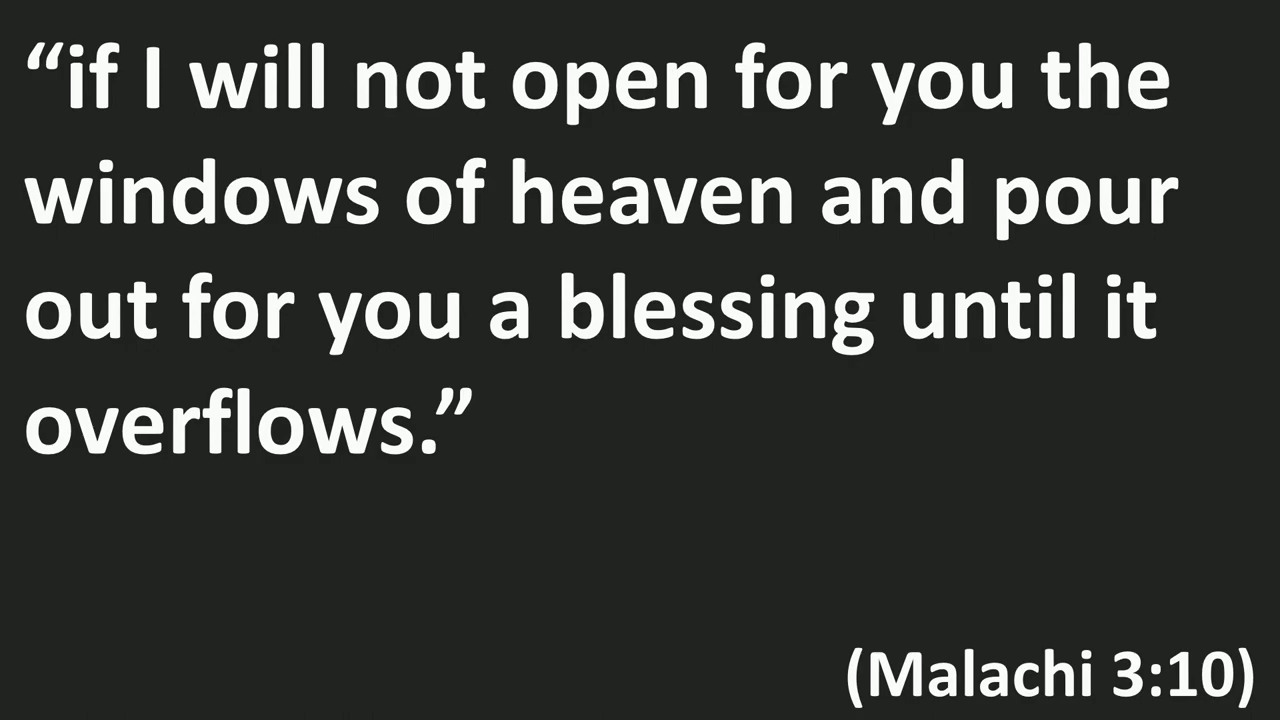 “if I will not open for you the
windows of heaven and pour
out for you a blessing until it
overflows.”
(Malachi 3:10)